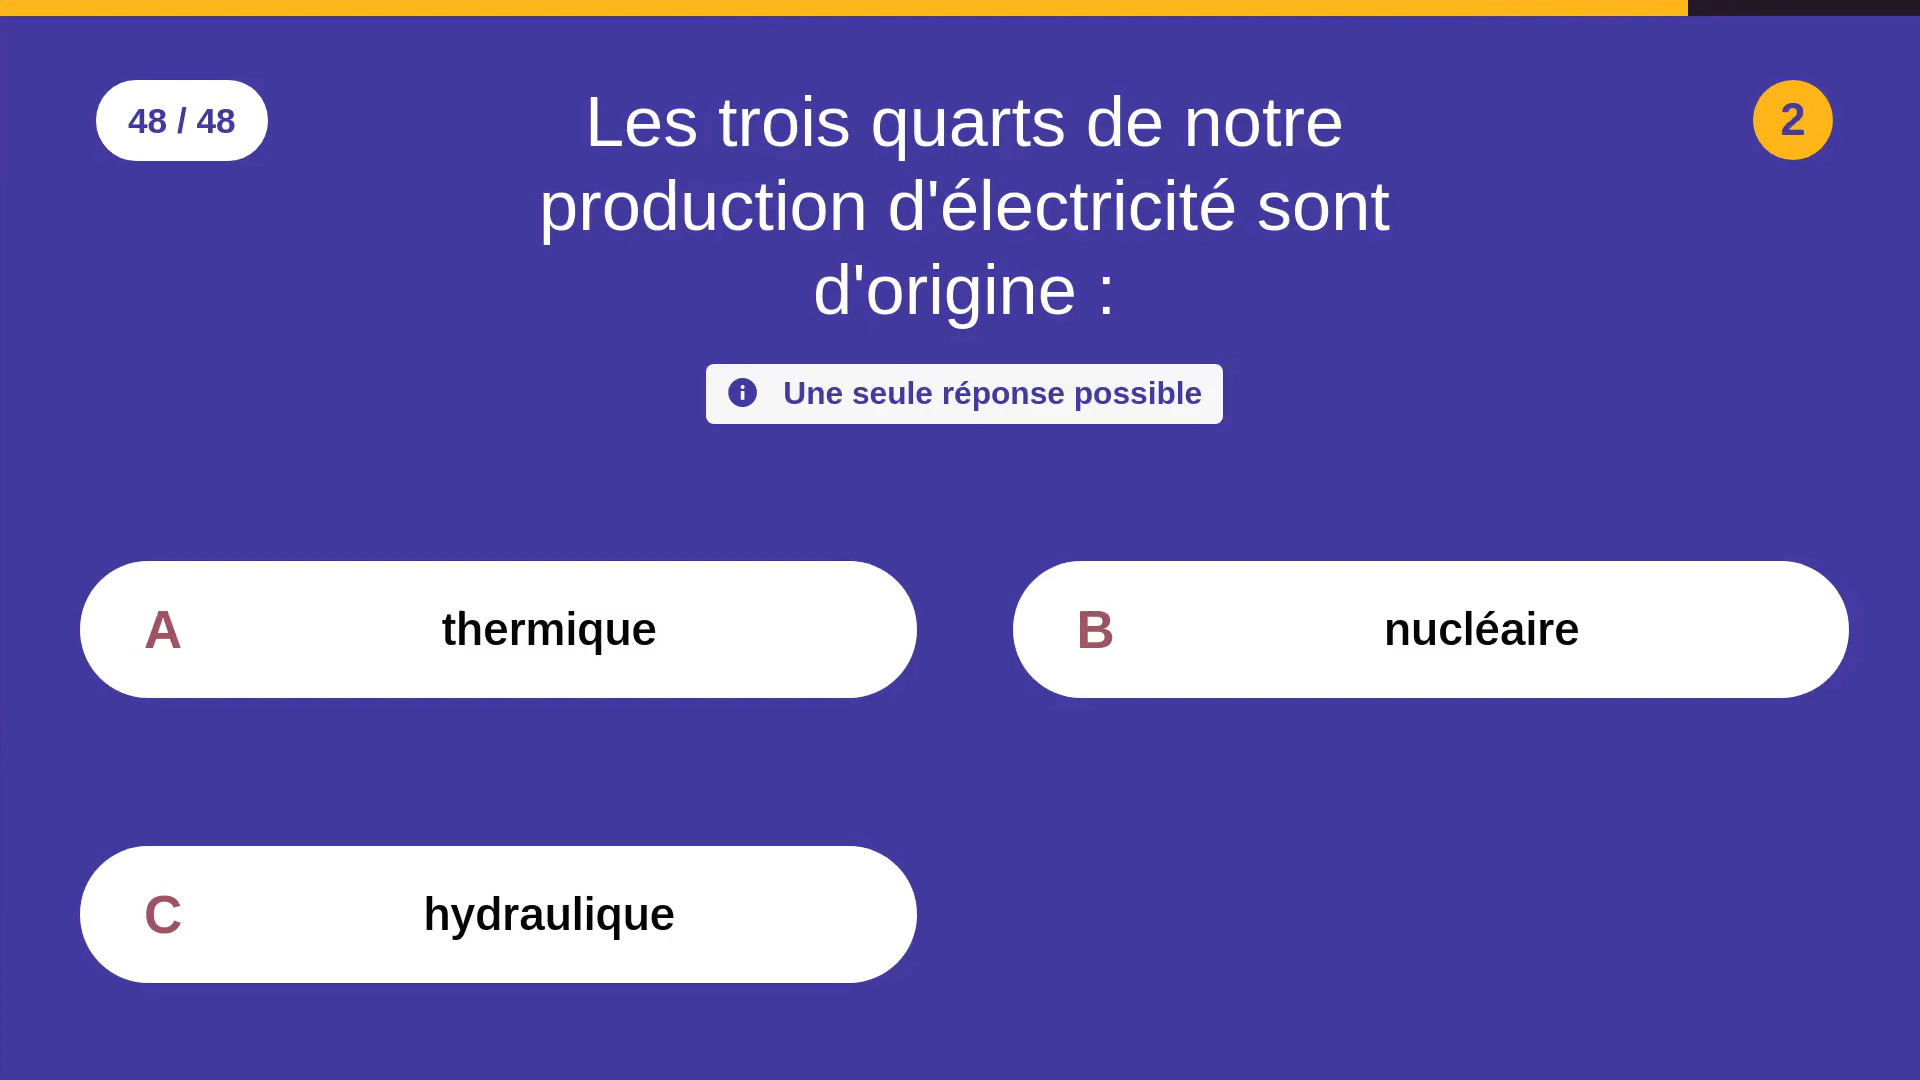 48 / 48
Les trois quarts de notre
production d'électricité sont
d'origine :
2
Une seule réponse possible
A thermique
B nucléaire
C hydraulique